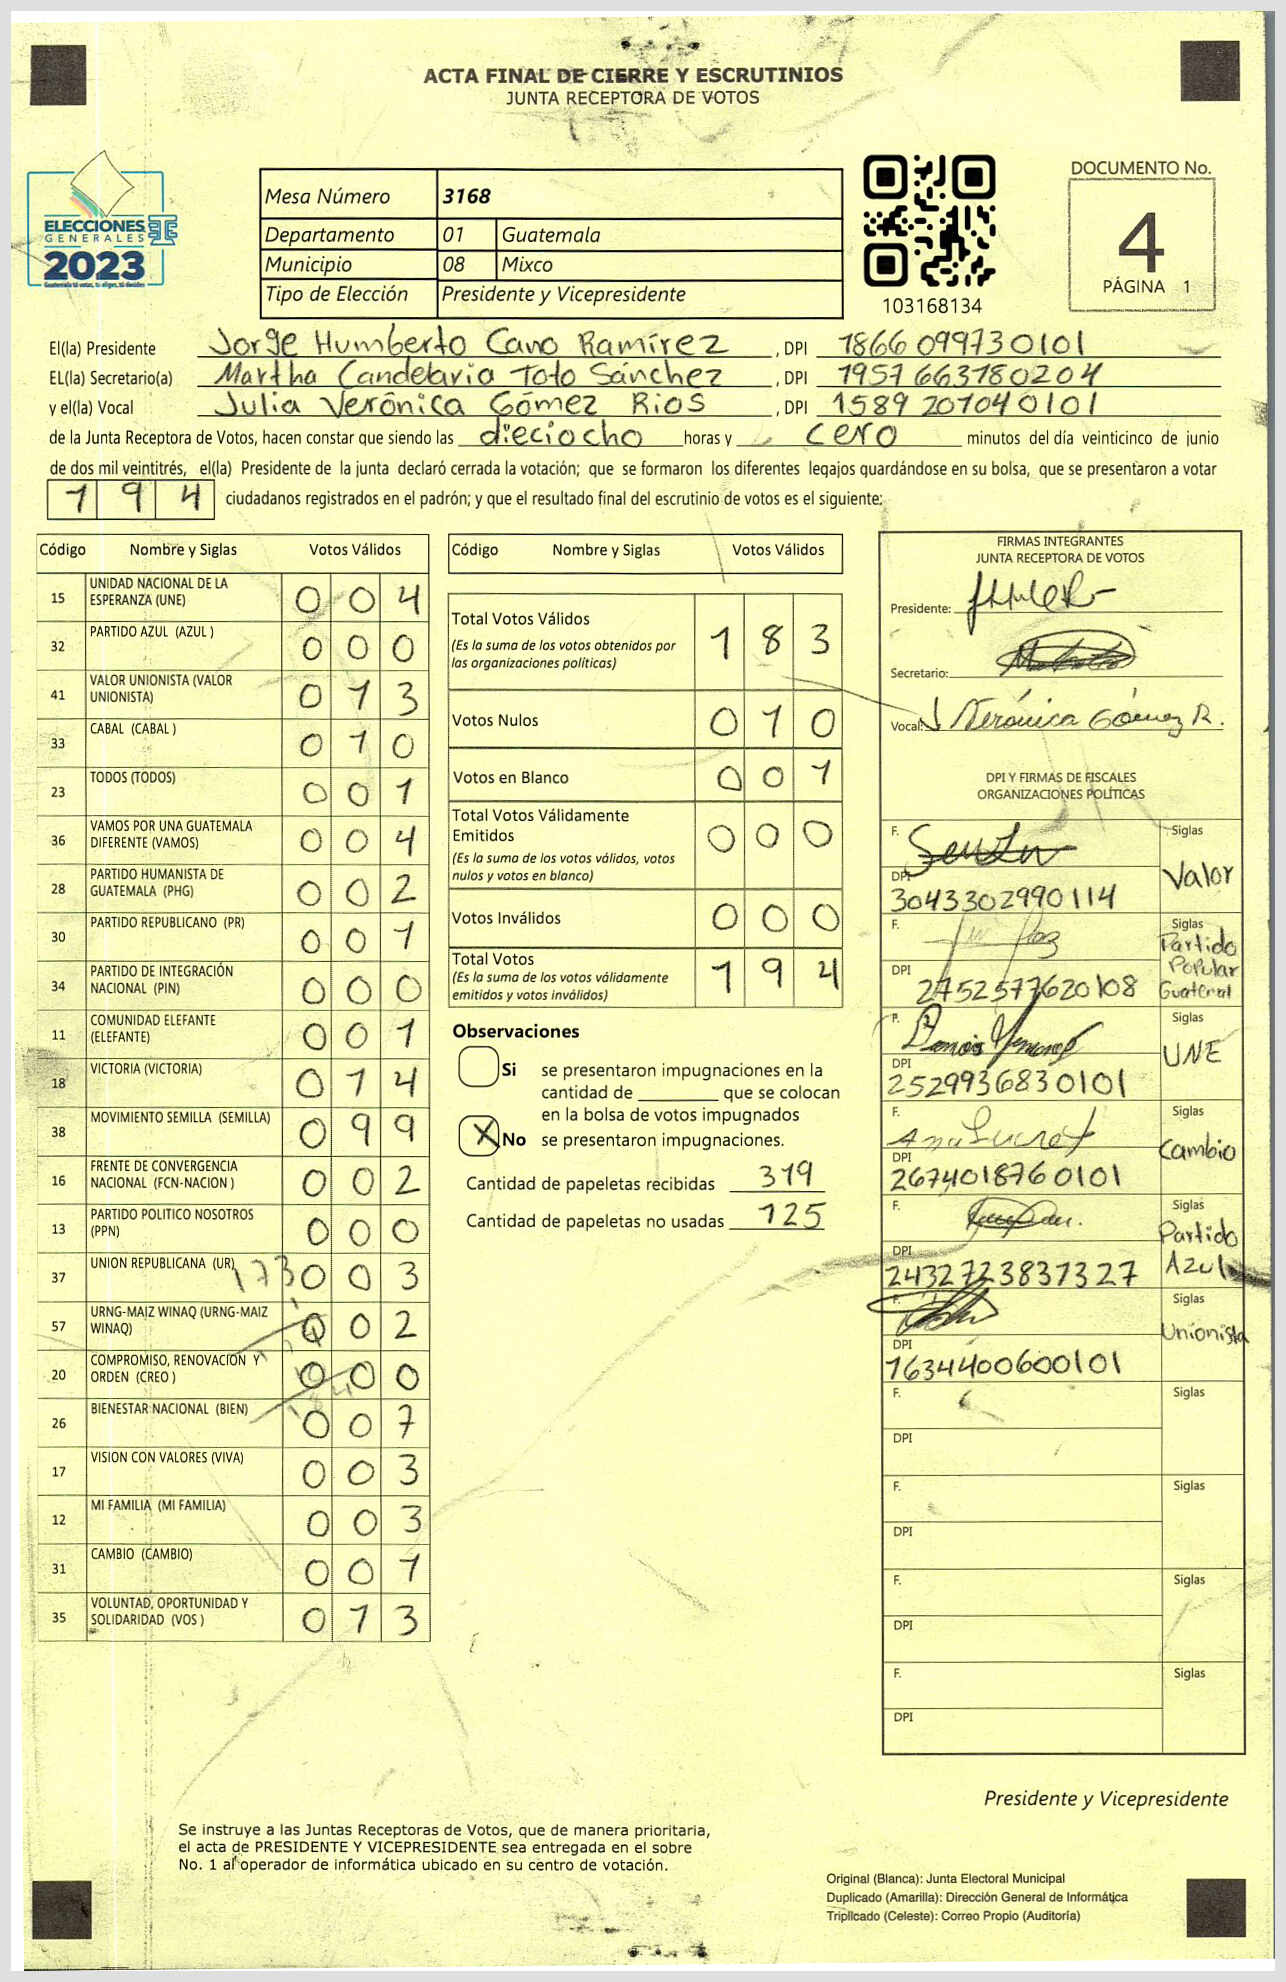 ACTA FINAL DE CIERRE Y ESCRUTINIOS
JUNTA RECEPTORA DE VOTOS
ELECCIONES
GENERALES
2023
Guatemala tú votas, tú eliges, tú decides
Mesa Número 3168
Departamento 01 Guatemala
Municipio 08 Mixco
Tipo de Elección Presidente y Vicepresidente
103168134
DOCUMENTO No.
4
PÁGINA 1
El(la) Presidente Jorge Humberto Cano Ramírez , DPI 1866 09973 0101
EL(la) Secretario(a) Martha Candelaria Toto Sánchez , DPI 1957 66378 0204
y el(la) Vocal Julia Verónica Gómez Rios , DPI 1589 20704 0101
de la Junta Receptora de Votos, hacen constar que siendo las dieciocho horas y cero minutos del día veinticinco de junio
de dos mil veintitrés, el(la) Presidente de la junta declaró cerrada la votación; que se formaron los diferentes legajos guardándose en su bolsa, que se presentaron a votar
194 ciudadanos registrados en el padrón; y que el resultado final del escrutinio de votos es el siguiente:
Código Nombre y Siglas Votos Válidos
15 UNIDAD NACIONAL DE LA ESPERANZA (UNE) 0 0 4
32 PARTIDO AZUL (AZUL ) 0 0 0
41 VALOR UNIONISTA (VALOR UNIONISTA) 0 1 3
33 CABAL (CABAL ) 0 1 0
23 TODOS (TODOS) 0 0 1
36 VAMOS POR UNA GUATEMALA DIFERENTE (VAMOS) 0 0 4
28 PARTIDO HUMANISTA DE GUATEMALA (PHG) 0 0 2
30 PARTIDO REPUBLICANO (PR) 0 0 1
34 PARTIDO DE INTEGRACIÓN NACIONAL (PIN) 0 0 0
11 COMUNIDAD ELEFANTE (ELEFANTE) 0 0 1
18 VICTORIA (VICTORIA) 0 1 4
38 MOVIMIENTO SEMILLA (SEMILLA) 0 9 9
16 FRENTE DE CONVERGENCIA NACIONAL (FCN-NACION ) 0 0 2
13 PARTIDO POLITICO NOSOTROS (PPN) 0 0 0
37 UNION REPUBLICANA (UR) 173 0 0 3
57 URNG-MAIZ WINAQ (URNG-MAIZ WINAQ) 0 0 2
20 COMPROMISO, RENOVACION Y ORDEN (CREO ) 0 0 0
26 BIENESTAR NACIONAL (BIEN) 0 0 7
17 VISION CON VALORES (VIVA) 0 0 3
12 MI FAMILIA (MI FAMILIA) 0 0 3
31 CAMBIO (CAMBIO) 0 0 1
35 VOLUNTAD, OPORTUNIDAD Y SOLIDARIDAD (VOS ) 0 1 3
Código Nombre y Siglas Votos Válidos
Total Votos Válidos 1 8 3
(Es la suma de los votos obtenidos por
las organizaciones políticas)
Votos Nulos 0 1 0
Votos en Blanco 0 0 1
Total Votos Válidamente
Emitidos 0 0 0
(Es la suma de los votos válidos, votos
nulos y votos en blanco)
Votos Inválidos 0 0 0
Total Votos 1 9 4
(Es la suma de los votos válidamente
emitidos y votos inválidos)
Observaciones
Si se presentaron impugnaciones en la
cantidad de ________ que se colocan
en la bolsa de votos impugnados
X No se presentaron impugnaciones.
Cantidad de papeletas recibidas 319
Cantidad de papeletas no usadas 125
FIRMAS INTEGRANTES
JUNTA RECEPTORA DE VOTOS
Presidente:
Secretario:
Vocal: J Verónica Gómez R.
DPI Y FIRMAS DE FISCALES
ORGANIZACIONES POLÍTICAS
F. Siglas
Valor
DPI 3043302990114
F. Siglas
Partido
Popular
DPI 2752577620108
F. Siglas
UNE
DPI 2529936830101
F. Ana Lucret Siglas
Cambio
DPI 2674018760101
F. Siglas
Partido
Azul
DPI 2432723837327
F. Siglas
Unionista
DPI 1634400600101
F. Siglas
DPI
F. Siglas
DPI
F. Siglas
DPI
F. Siglas
DPI
Presidente y Vicepresidente
Se instruye a las Juntas Receptoras de Votos, que de manera prioritaria,
el acta de PRESIDENTE Y VICEPRESIDENTE sea entregada en el sobre
No. 1 al operador de informática ubicado en su centro de votación.
Original (Blanca): Junta Electoral Municipal
Duplicado (Amarilla): Dirección General de Informática
Triplicado (Celeste): Correo Propio (Auditoría)